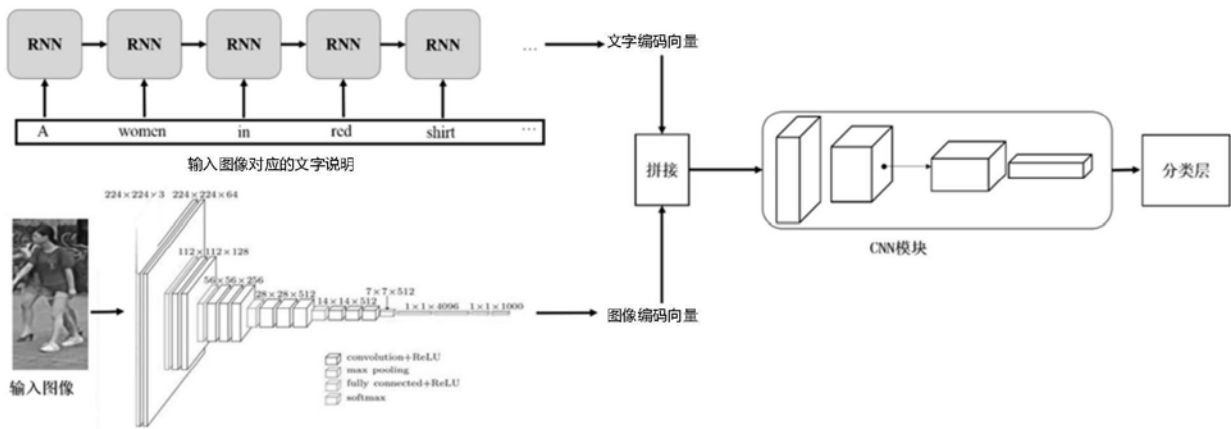 RNN RNN RNN RNN RNN ...
文字编码向量
A women in red shirt ...
输入图像对应的文字说明
拼接
分类层
CNN模块
224×224×3 224×224×64
112×112×128
56×56×256
28×28×512
14×14×512
7×7×512
1×1×4096 1×1×1000
图像编码向量
convolution+ReLU
max pooling
fully connected+ReLU
softmax
输入图像